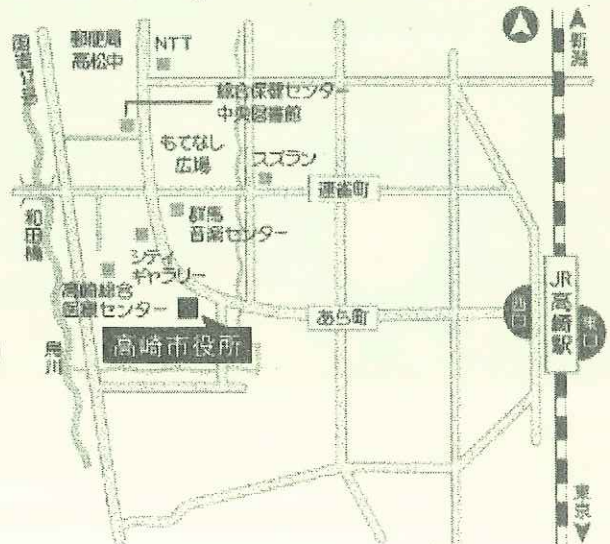 国道17号
郵便局
高松中
NTT
▲新潟
総合保健センター
中央図書館
もてなし
広場
スズラン
連雀町
和田橋
群馬
音楽センター
シティ
ギャラリー
高崎総合
医療センター
あら町
西口
JR高崎駅
東口
高崎市役所
烏川
東京▼